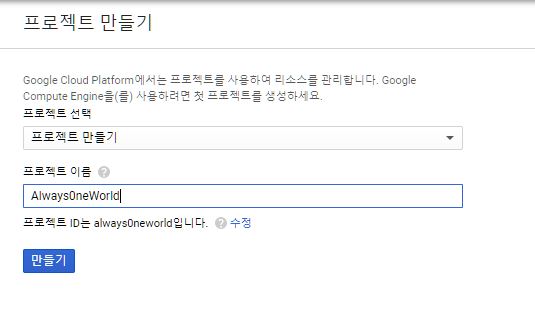 프로젝트 만들기
Google Cloud Platform에서는 프로젝트를 사용하여 리소스를 관리합니다. Google
Compute Engine을(를) 사용하려면 첫 프로젝트를 생성하세요.
프로젝트 선택
프로젝트 만들기
프로젝트 이름 ?
Always0neWorld
프로젝트 ID는 always0neworld입니다. ? 수정
만들기